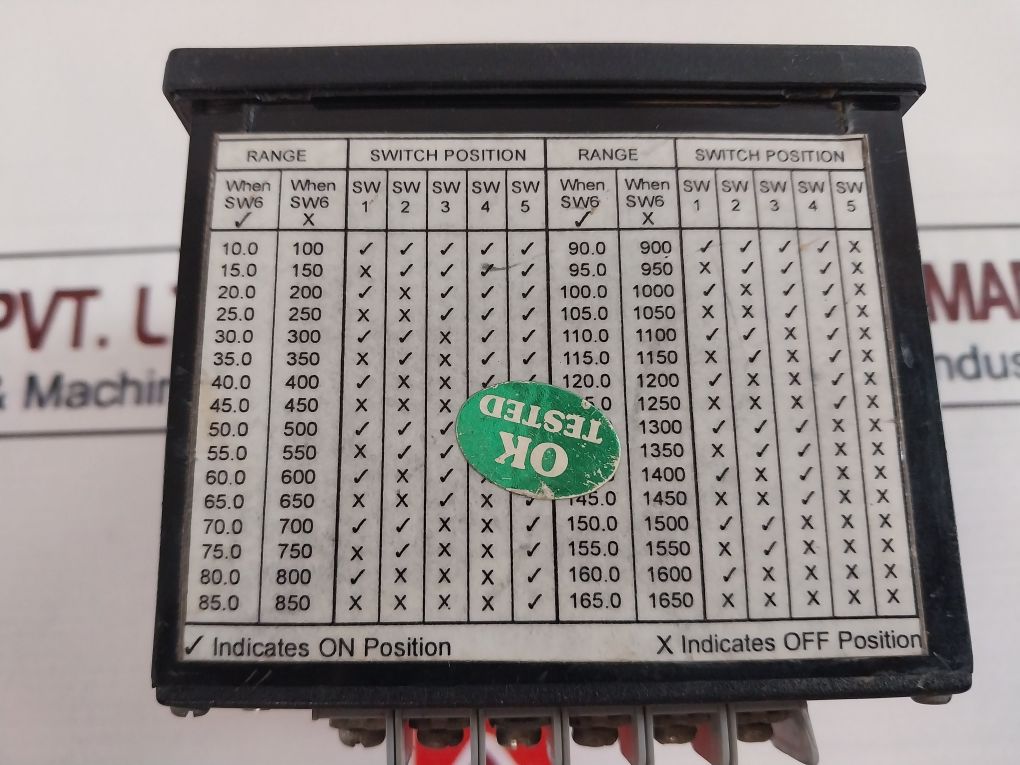 RANGE SWITCH POSITION RANGE SWITCH POSITION
When When SW SW SW SW SW When When SW SW SW SW SW
SW6 SW6 1 2 3 4 5 SW6 SW6 1 2 3 4 5
✓ X ✓ X
10.0 100 ✓ ✓ ✓ ✓ ✓ 90.0 900 ✓ ✓ ✓ ✓ X
15.0 150 X ✓ ✓ ✓ ✓ 95.0 950 X ✓ ✓ ✓ X
20.0 200 ✓ X ✓ ✓ ✓ 100.0 1000 ✓ X ✓ ✓ X
25.0 250 X X ✓ ✓ ✓ 105.0 1050 X X ✓ ✓ X
30.0 300 ✓ ✓ X ✓ ✓ 110.0 1100 ✓ ✓ X ✓ X
35.0 350 X ✓ X ✓ ✓ 115.0 1150 X ✓ X ✓ X
40.0 400 ✓ X X ✓ ✓ 120.0 1200 ✓ X X ✓ X
45.0 450 X X X 1250 X X X ✓ X
50.0 500 ✓ ✓ ✓ 1300 ✓ ✓ ✓ X X
55.0 550 X ✓ ✓ 1350 X ✓ ✓ X X
60.0 600 ✓ X ✓ 1400 ✓ X ✓ X X
65.0 650 X X ✓ X ✓ 145.0 1450 X X ✓ X X
70.0 700 ✓ ✓ X X ✓ 150.0 1500 ✓ ✓ X X X
75.0 750 X ✓ X X ✓ 155.0 1550 X ✓ X X X
80.0 800 ✓ X X X ✓ 160.0 1600 ✓ X X X X
85.0 850 X X X X ✓ 165.0 1650 X X X X X
✓ Indicates ON Position X Indicates OFF Position
OK
TESTED
PVT.
&